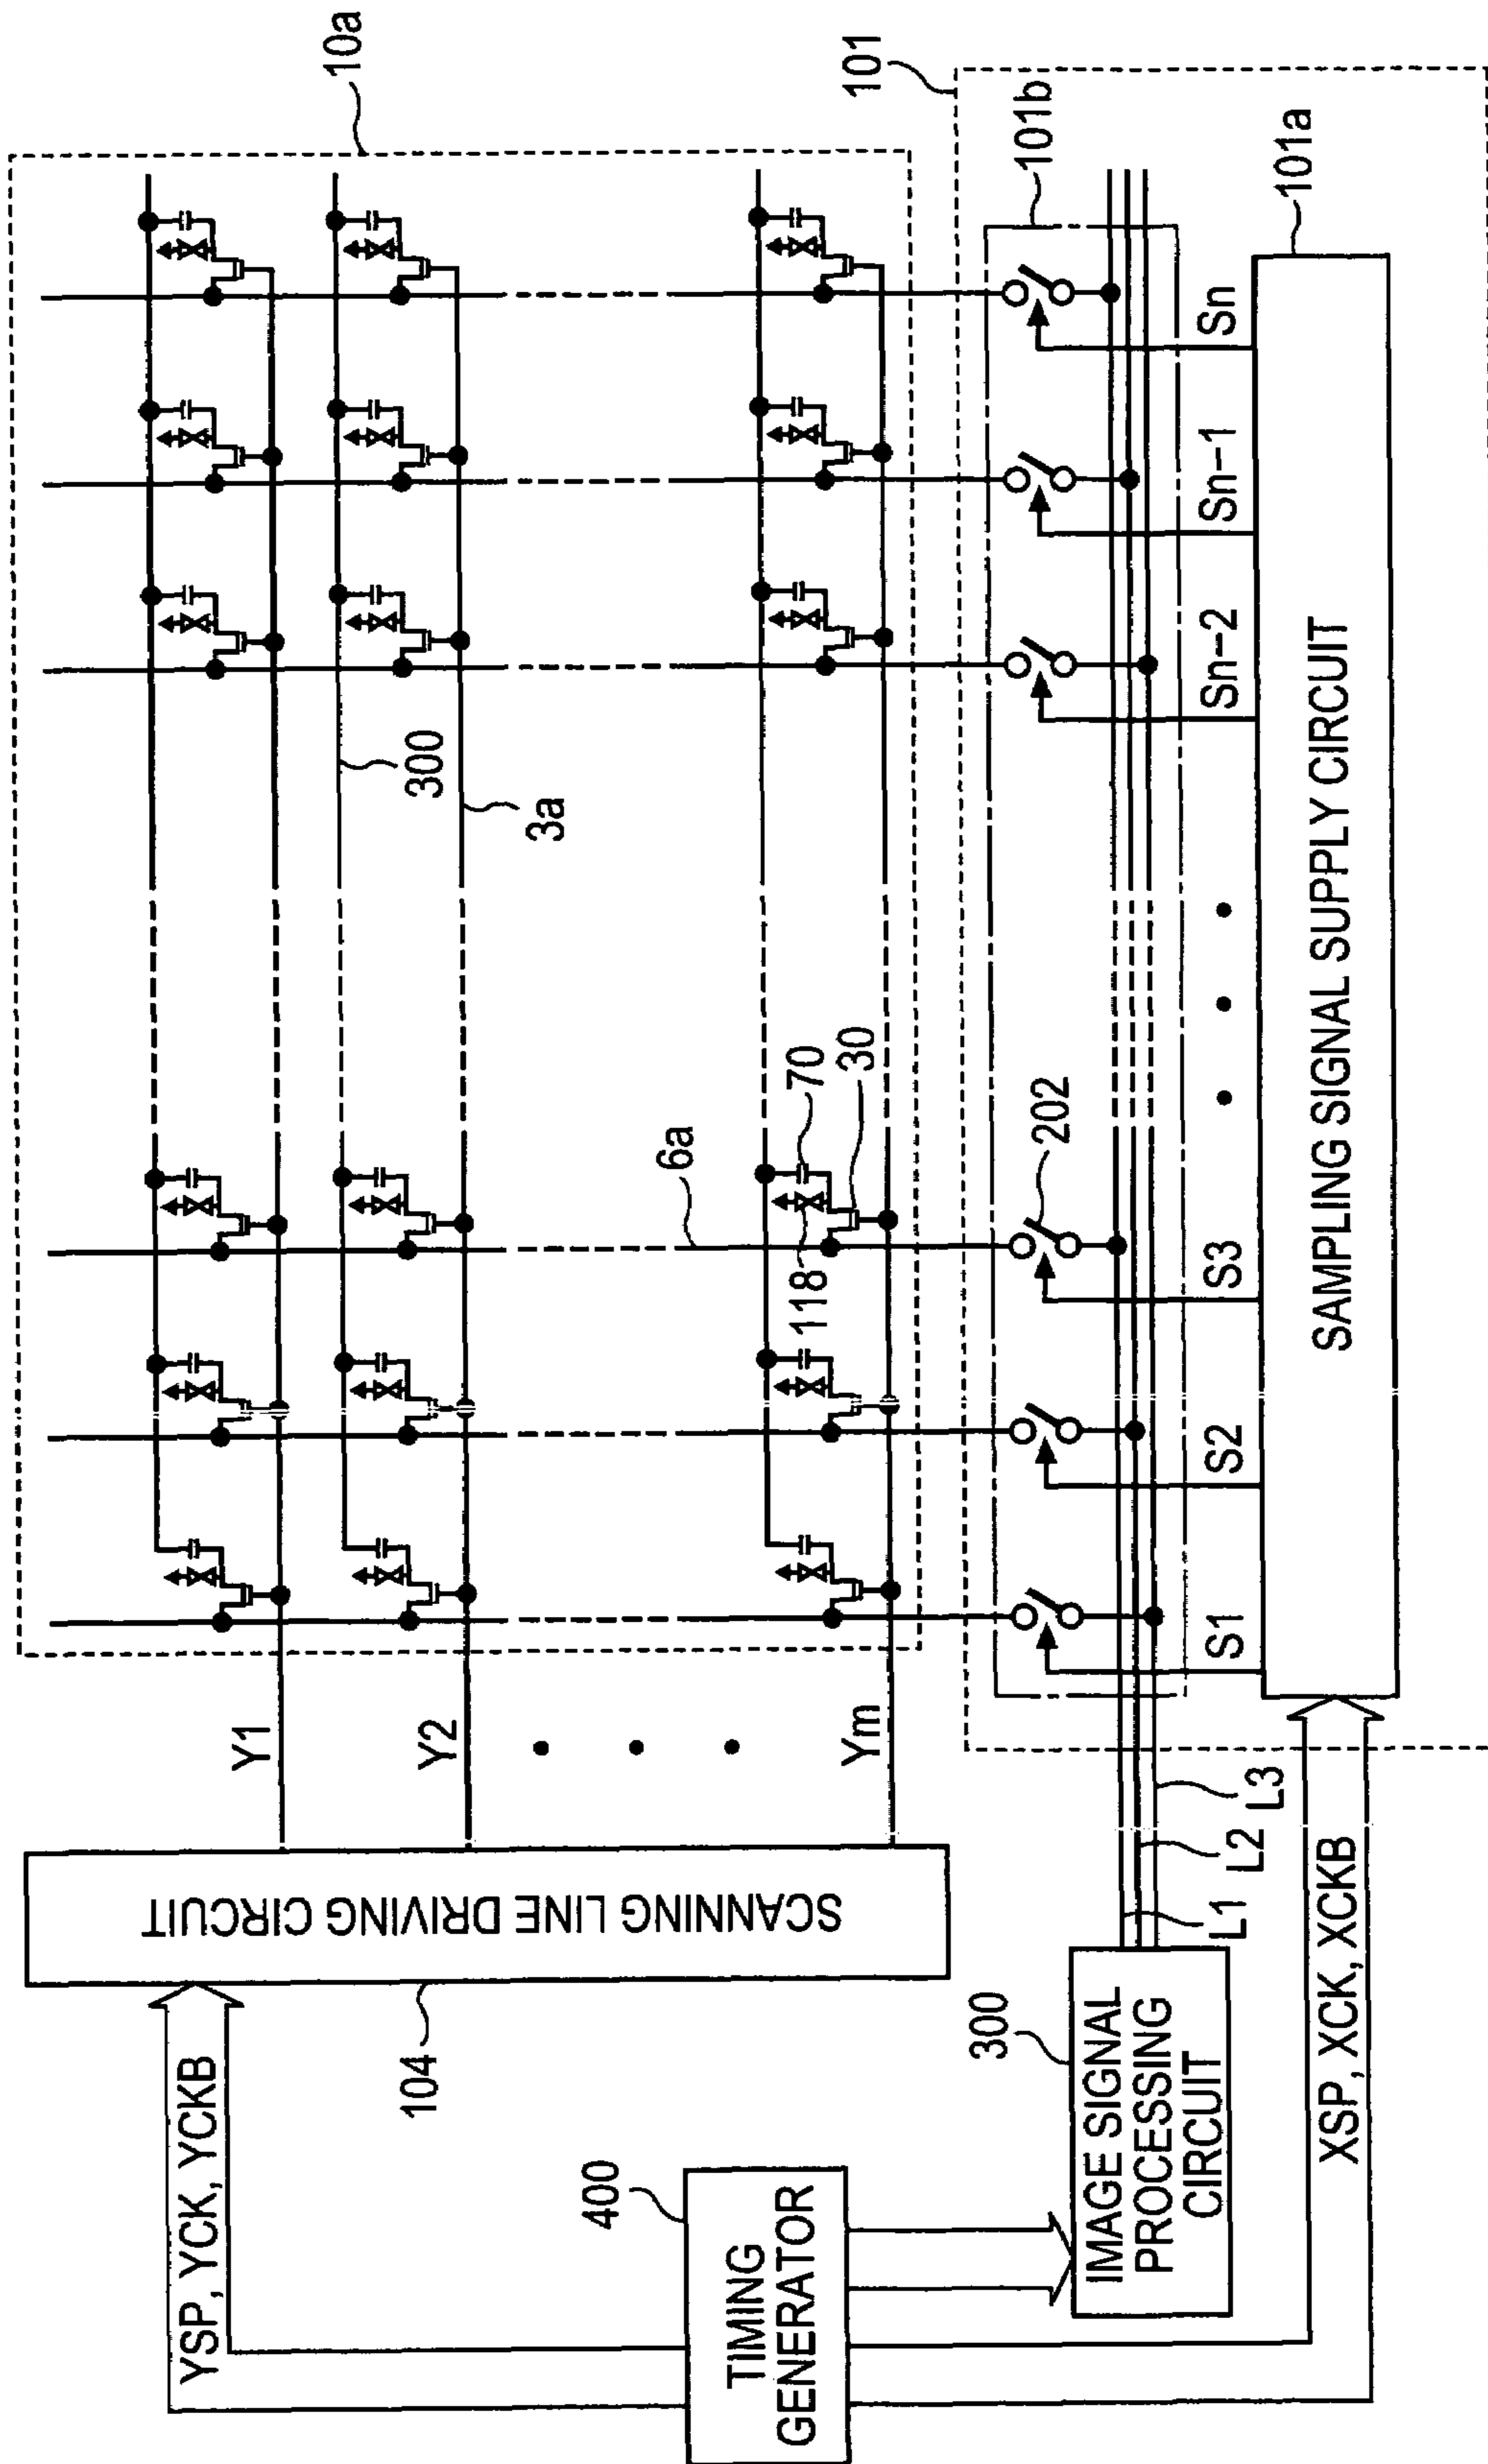 10a
YSP, YCK, YCKB
SCANNING LINE DRIVING CIRCUIT
104
Y1
Y2
Ym
300
3a
6a
118
70
30
400
TIMING
GENERATOR
300
IMAGE SIGNAL
PROCESSING
CIRCUIT
L1
L2
L3
XSP, XCK, XCKB
101
101b
101a
202
S1
S2
S3
Sn-2
Sn-1
Sn
SAMPLING SIGNAL SUPPLY CIRCUIT